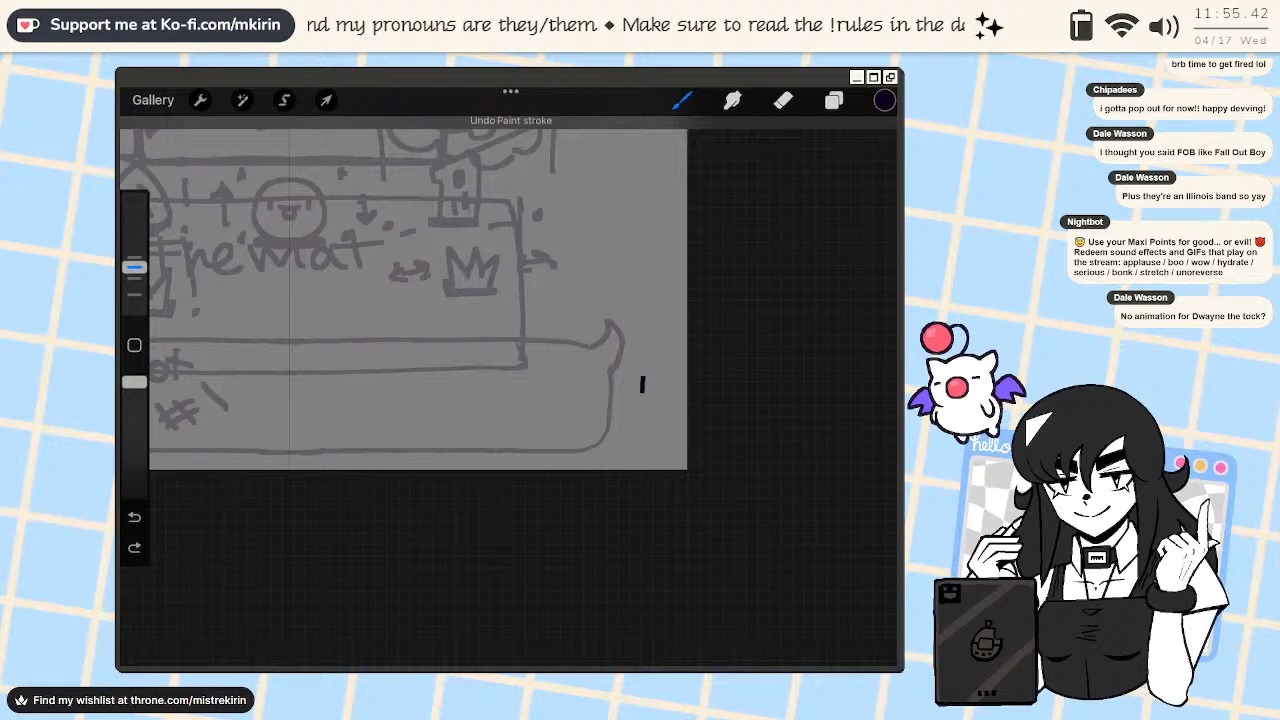 Support me at Ko-fi.com/mkirin
nd my pronouns are they/them ◆ Make sure to read the !rules in the de
11:55.42
04/17 Wed
brb time to get fired lol
Chipadees
i gotta pop out for now!! happy devving!
Dale Wasson
I thought you said FOB like Fall Out Boy
Dale Wasson
Plus they're an Illinois band so yay
Nightbot
Use your Maxi Points for good... or evil!
Redeem sound effects and GIFs that play on
the stream: applause / boo / wow / hydrate /
serious / bonk / stretch / unoreverse
Dale Wasson
No animation for Dwayne the tock?
Gallery
Undo Paint stroke
hello
Find my wishlist at throne.com/mistrekirin